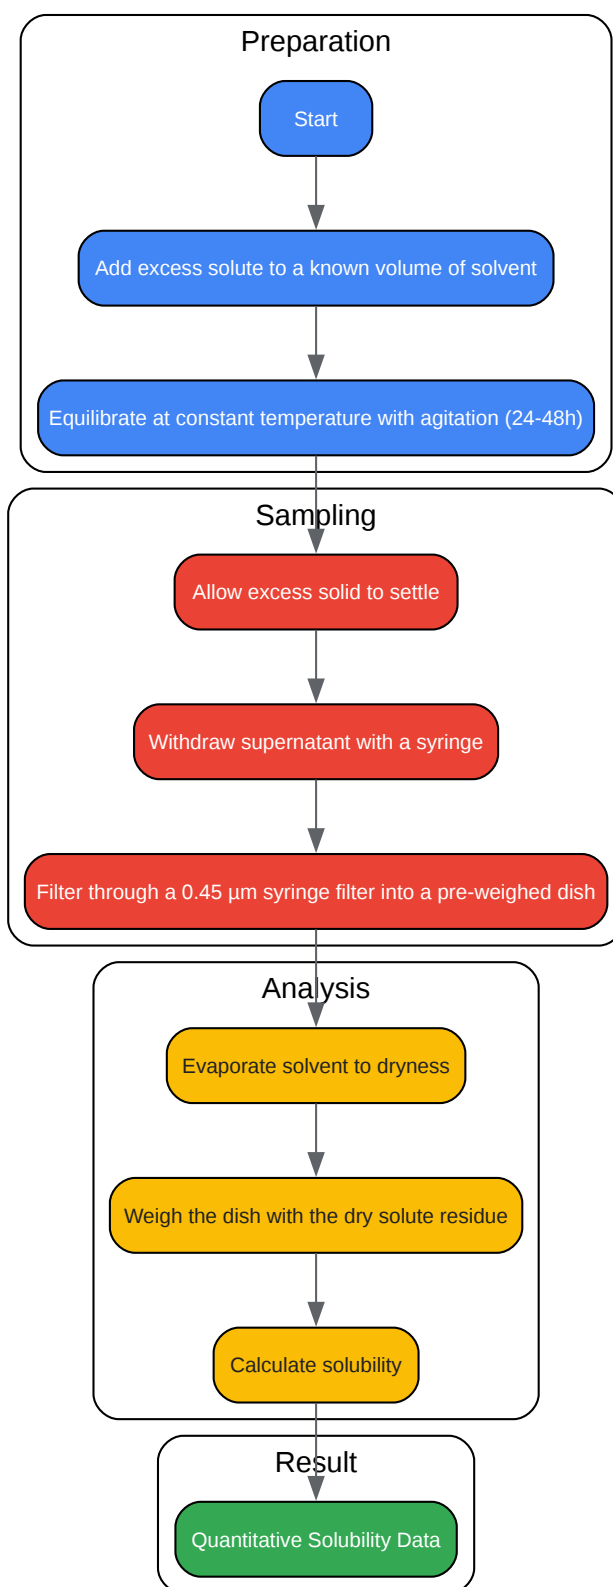 Preparation
Start
Add excess solute to a known volume of solvent
Equilibrate at constant temperature with agitation (24-48h)
Sampling
Allow excess solid to settle
Withdraw supernatant with a syringe
Filter through a 0.45 µm syringe filter into a pre-weighed dish
Analysis
Evaporate solvent to dryness
Weigh the dish with the dry solute residue
Calculate solubility
Result
Quantitative Solubility Data